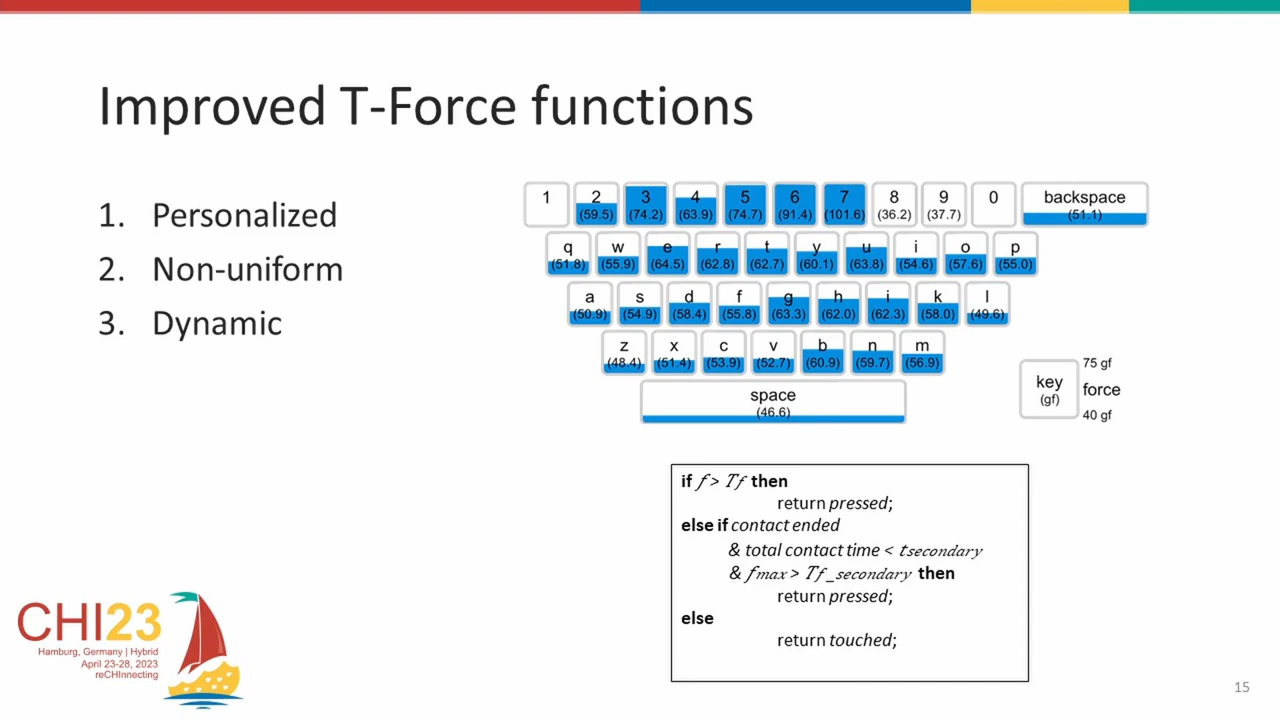 Improved T-Force functions
1. Personalized
2. Non-uniform
3. Dynamic
1 2 3 4 5 6 7 8 9 0 backspace
(59.5) (74.2) (63.9) (74.7) (91.4) (101.6) (36.2) (37.7) (51.1)
q w e r t y u i o p
(51.8) (55.9) (64.5) (62.8) (62.7) (60.1) (63.8) (54.6) (57.6) (55.0)
a s d f g h i k l
(50.9) (54.9) (58.4) (55.8) (63.3) (62.0) (62.3) (58.0) (49.6)
z x c v b n m
(48.4) (51.4) (53.9) (52.7) (60.9) (59.7) (56.9)
space
(46.6)
key
(gf)
75 gf
force
40 gf
if f > Tf then
return pressed;
else if contact ended
& total contact time < tsecondary
& fmax > Tf_secondary then
return pressed;
else
return touched;
CHI23
Hamburg, Germany | Hybrid
April 23-28, 2023
reCHInnecting
15